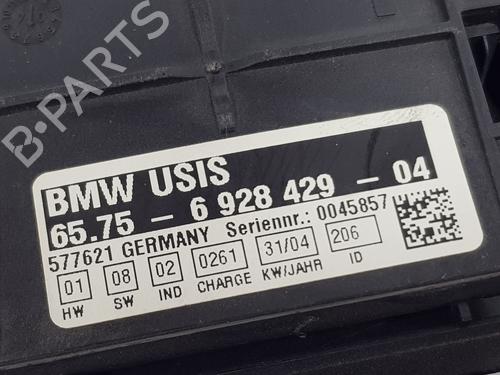 BMW USIS
65.75 - 6 928 429 - 04
577621 GERMANY Seriennr.: 0045857
01 08 02 0261 31/04 206
HW SW IND CHARGE KW/JAHR ID
B-PARTS